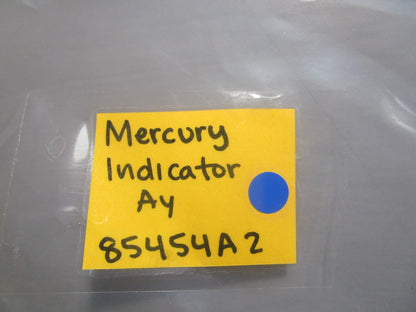 Mercury
Indicator
Ay
85454A2